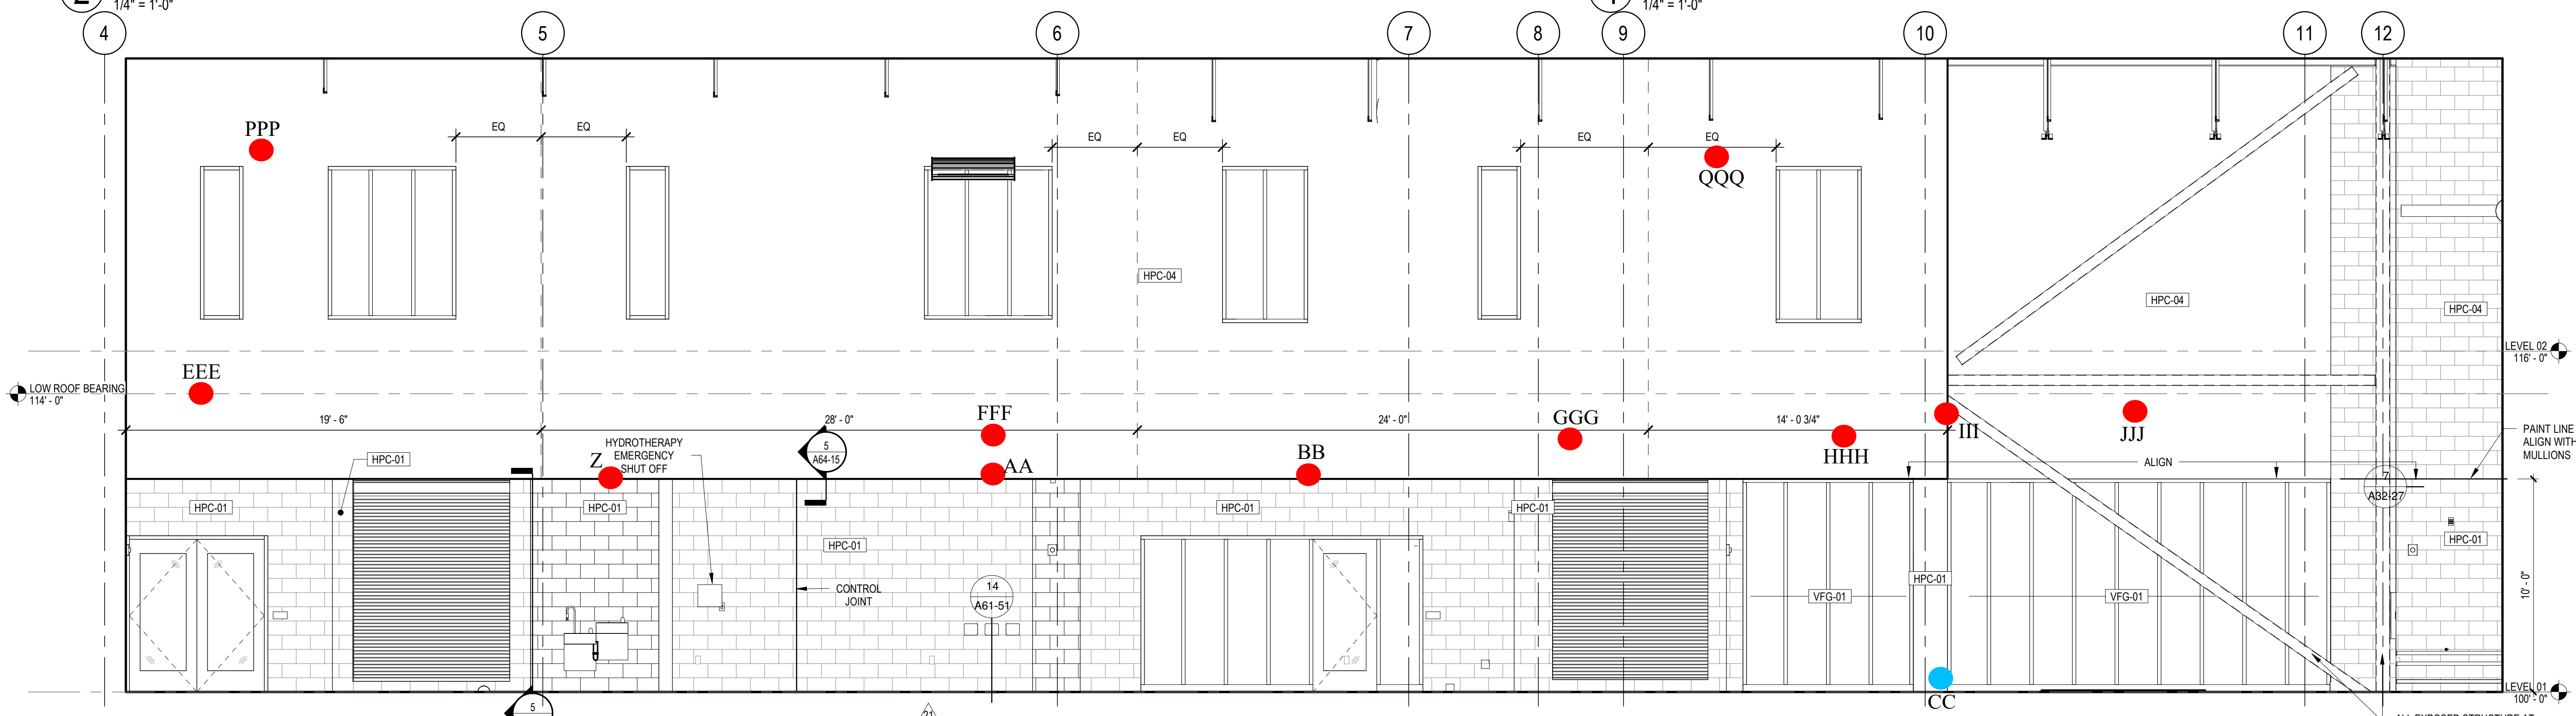 1/4" = 1'-0"
1/4" = 1'-0"
4
5
6
7
8
9
10
11
12
PPP
EQ
EQ
EQ
EQ
EQ
EQ
QQQ
HPC-04
HPC-04
HPC-04
LEVEL 02
116' - 0"
EEE
LOW ROOF BEARING
114' - 0"
19' - 6"
28' - 0"
FFF
24' - 0"
GGG
14' - 0 3/4"
HHH
III
JJJ
PAINT LINE
ALIGN WITH
MULLIONS
HYDROTHERAPY
EMERGENCY
SHUT OFF
5
A64-15
HPC-01
Z
AA
BB
ALIGN
7
A32-27
HPC-01
HPC-01
HPC-01
HPC-01
HPC-01
HPC-01
HPC-01
CONTROL
JOINT
14
A61-51
VFG-01
VFG-01
10' - 0"
CC
LEVEL 01
100' - 0"
5
21